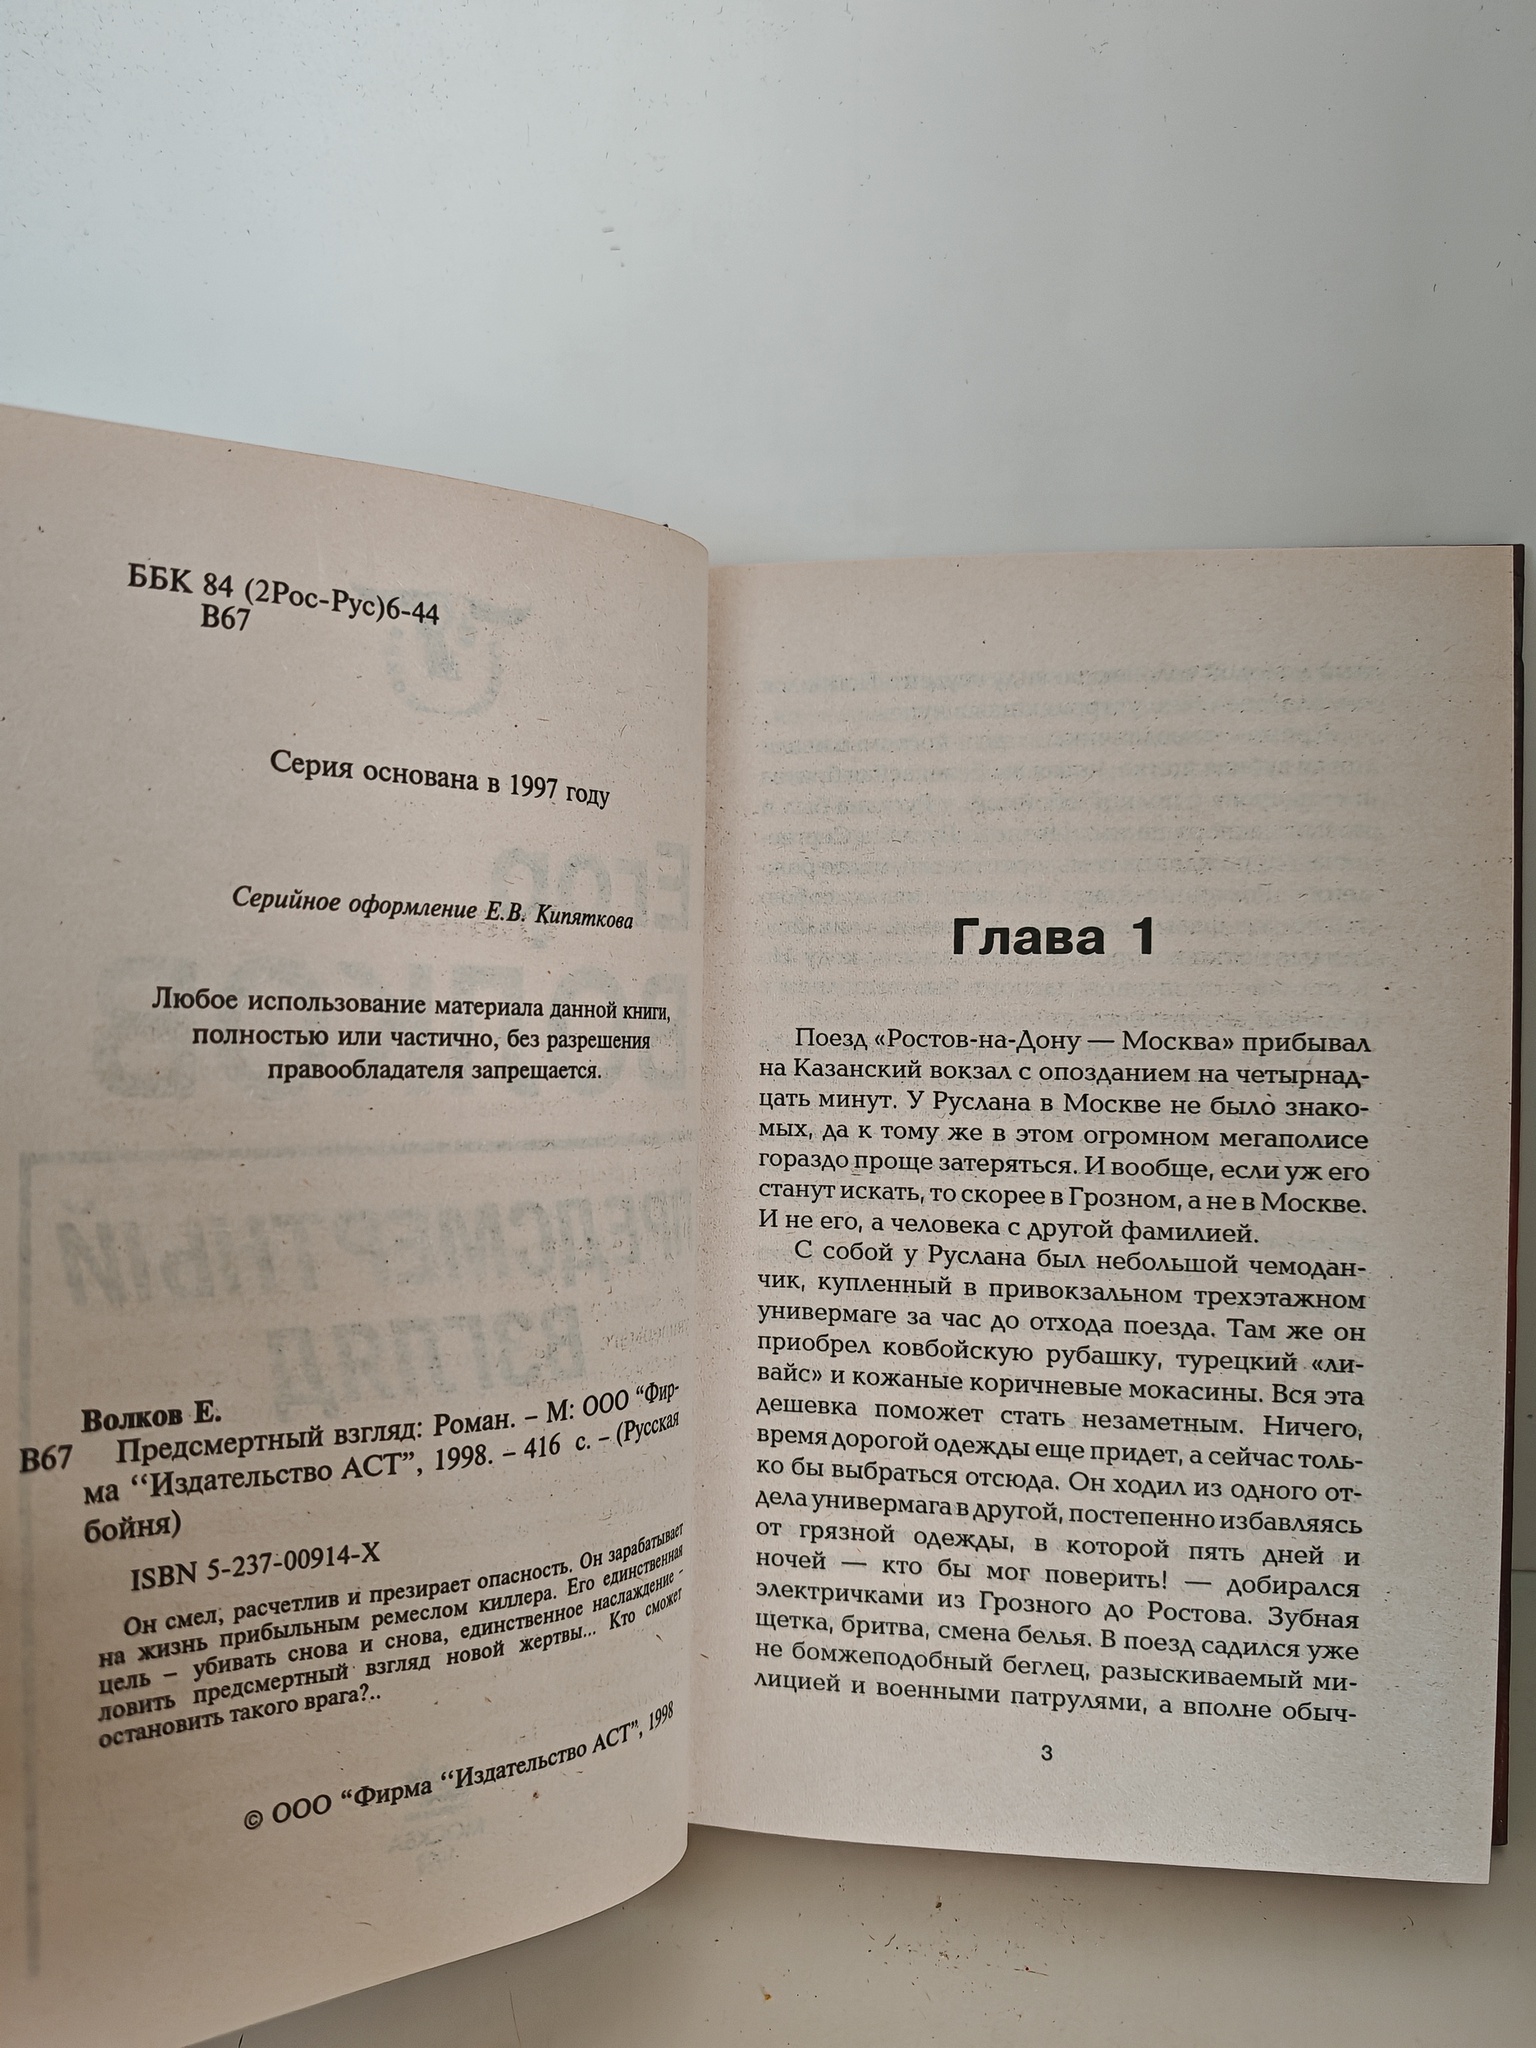 ББК 84 (2Рос-Рус)6-44
В67
Серия основана в 1997 году
Серийное оформление Е.В. Кипяткова
Любое использование материала данной книги,
полностью или частично, без разрешения
правообладателя запрещается.
Волков Е.
В67 Предсмертный взгляд: Роман. – М: ООО “Фир-
ма “Издательство АСТ”, 1998. – 416 с. – (Русская
бойня)
ISBN 5-237-00914-X
Он смел, расчетлив и презирает опасность. Он зарабатывает
на жизнь прибыльным ремеслом киллера. Его единственная
цель – убивать снова и снова, единственное наслаждение –
ловить предсмертный взгляд новой жертвы... Кто сможет
остановить такого врага?..
© ООО “Фирма “Издательство АСТ”, 1998
Глава 1
Поезд «Ростов-на-Дону — Москва» прибывал
на Казанский вокзал с опозданием на четырнад-
цать минут. У Руслана в Москве не было знако-
мых, да к тому же в этом огромном мегаполисе
гораздо проще затеряться. И вообще, если уж его
станут искать, то скорее в Грозном, а не в Москве.
И не его, а человека с другой фамилией.
С собой у Руслана был небольшой чемодан-
чик, купленный в привокзальном трехэтажном
универмаге за час до отхода поезда. Там же он
приобрел ковбойскую рубашку, турецкий «ли-
вайс» и кожаные коричневые мокасины. Вся эта
дешевка поможет стать незаметным. Ничего,
время дорогой одежды еще придет, а сейчас толь-
ко бы выбраться отсюда. Он ходил из одного от-
дела универмага в другой, постепенно избавляясь
от грязной одежды, в которой пять дней и
ночей — кто бы мог поверить! — добирался
электричками из Грозного до Ростова. Зубная
щетка, бритва, смена белья. В поезд садился уже
не бомжеподобный беглец, разыскиваемый ми-
лицией и военными патрулями, а вполне обыч-
3